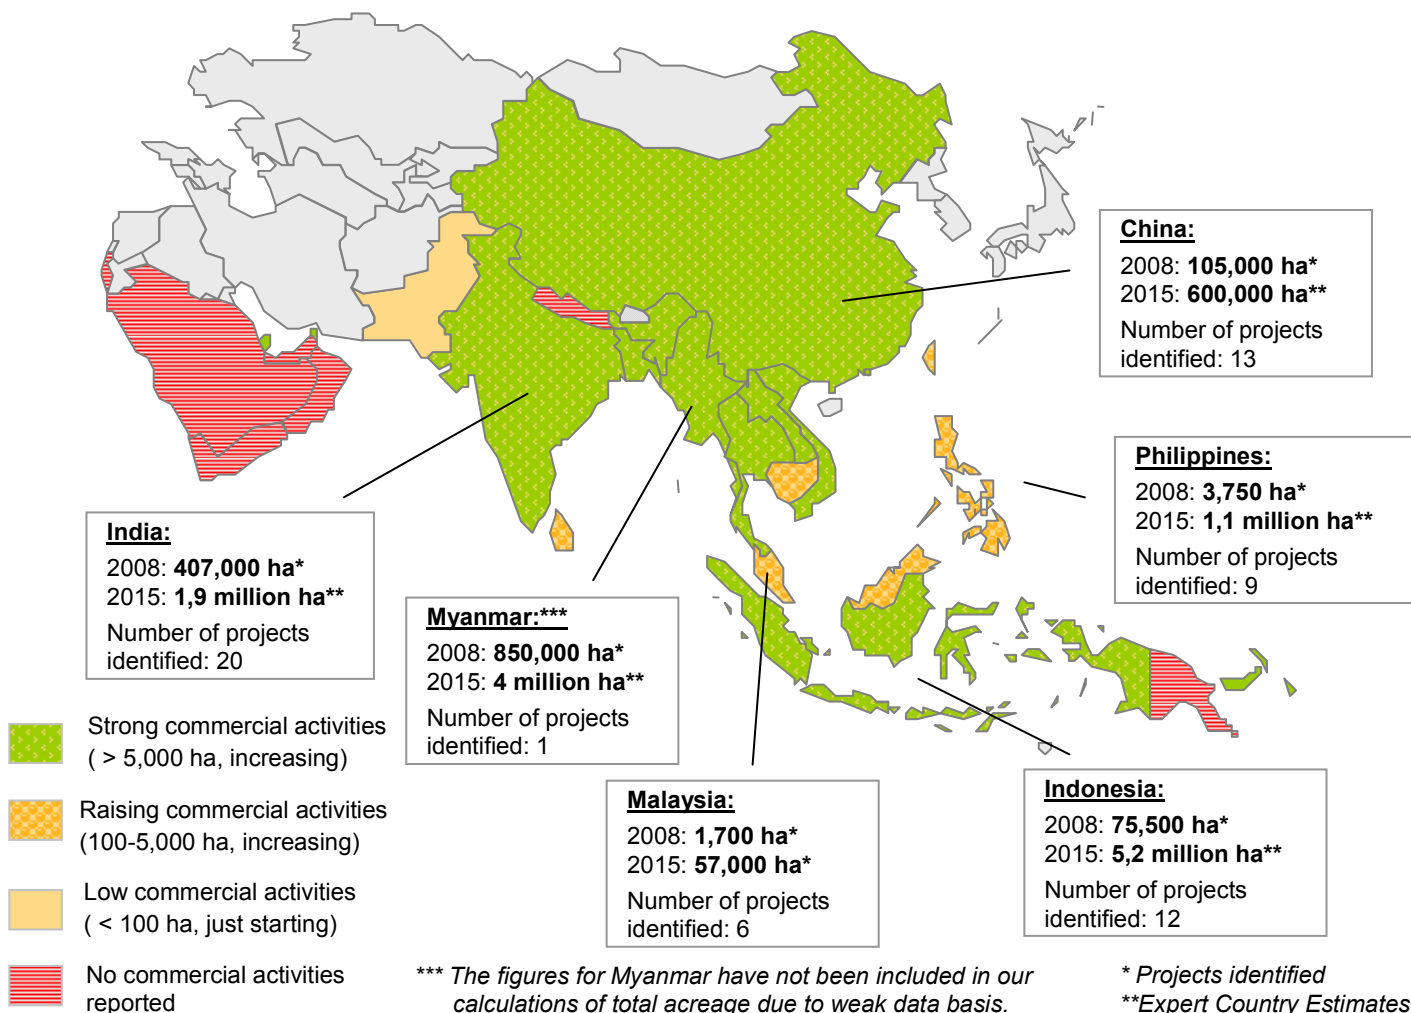 China:
2008: 105,000 ha*
2015: 600,000 ha**
Number of projects
identified: 13
Philippines:
2008: 3,750 ha*
2015: 1,1 million ha**
Number of projects
identified: 9
India:
2008: 407,000 ha*
2015: 1,9 million ha**
Number of projects
identified: 20
Myanmar:***
2008: 850,000 ha*
2015: 4 million ha**
Number of projects
identified: 1
Malaysia:
2008: 1,700 ha*
2015: 57,000 ha*
Number of projects
identified: 6
Indonesia:
2008: 75,500 ha*
2015: 5,2 million ha**
Number of projects
identified: 12
Strong commercial activities
( > 5,000 ha, increasing)
Raising commercial activities
(100-5,000 ha, increasing)
Low commercial activities
( < 100 ha, just starting)
No commercial activities
reported
*** The figures for Myanmar have not been included in our
calculations of total acreage due to weak data basis.
* Projects identified
**Expert Country Estimates